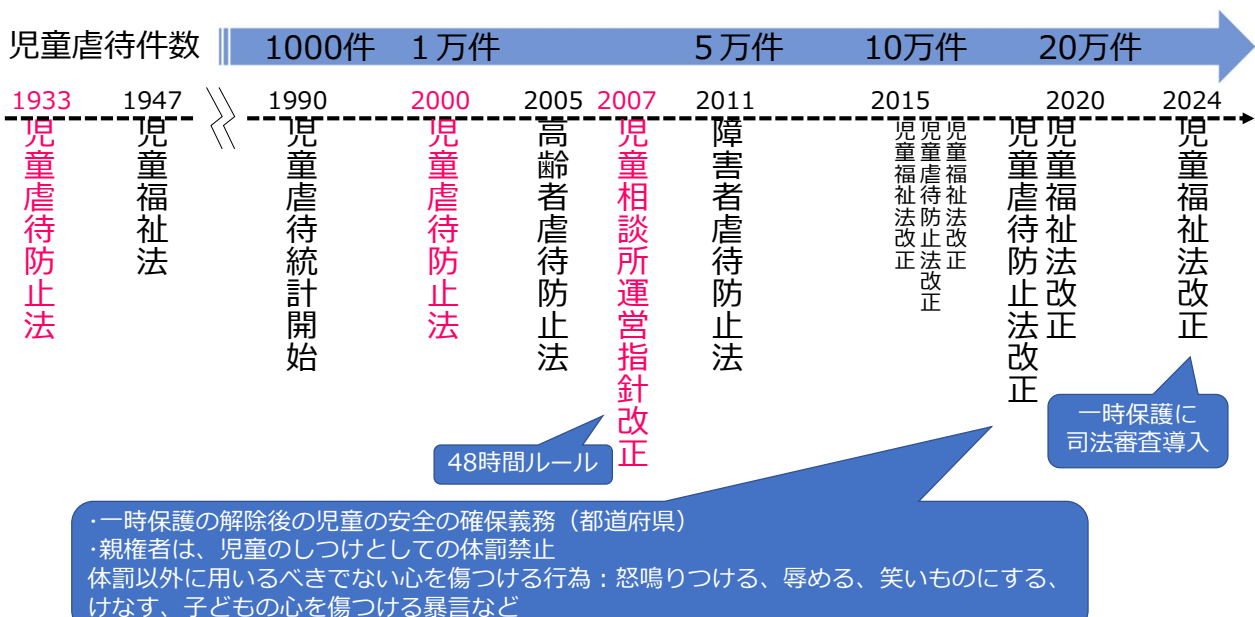 児童虐待件数
1000件
１万件
５万件
10万件
20万件
1933
1947
1990
2000
2005
2007
2011
2015
2020
2024
児童虐待防止法
児童福祉法
児童虐待統計開始
児童虐待防止法
高齢者虐待防止法
児童相談所運営指針改正
障害者虐待防止法
児童福祉法改正
児童虐待防止法改正
児童福祉法改正
児童虐待防止法改正
児童福祉法改正
児童福祉法改正
48時間ルール
一時保護に
司法審査導入
・一時保護の解除後の児童の安全の確保義務（都道府県）
・親権者は、児童のしつけとしての体罰禁止
体罰以外に用いるべきでない心を傷つける行為：怒鳴りつける、辱める、笑いものにする、
けなす、子どもの心を傷つける暴言など